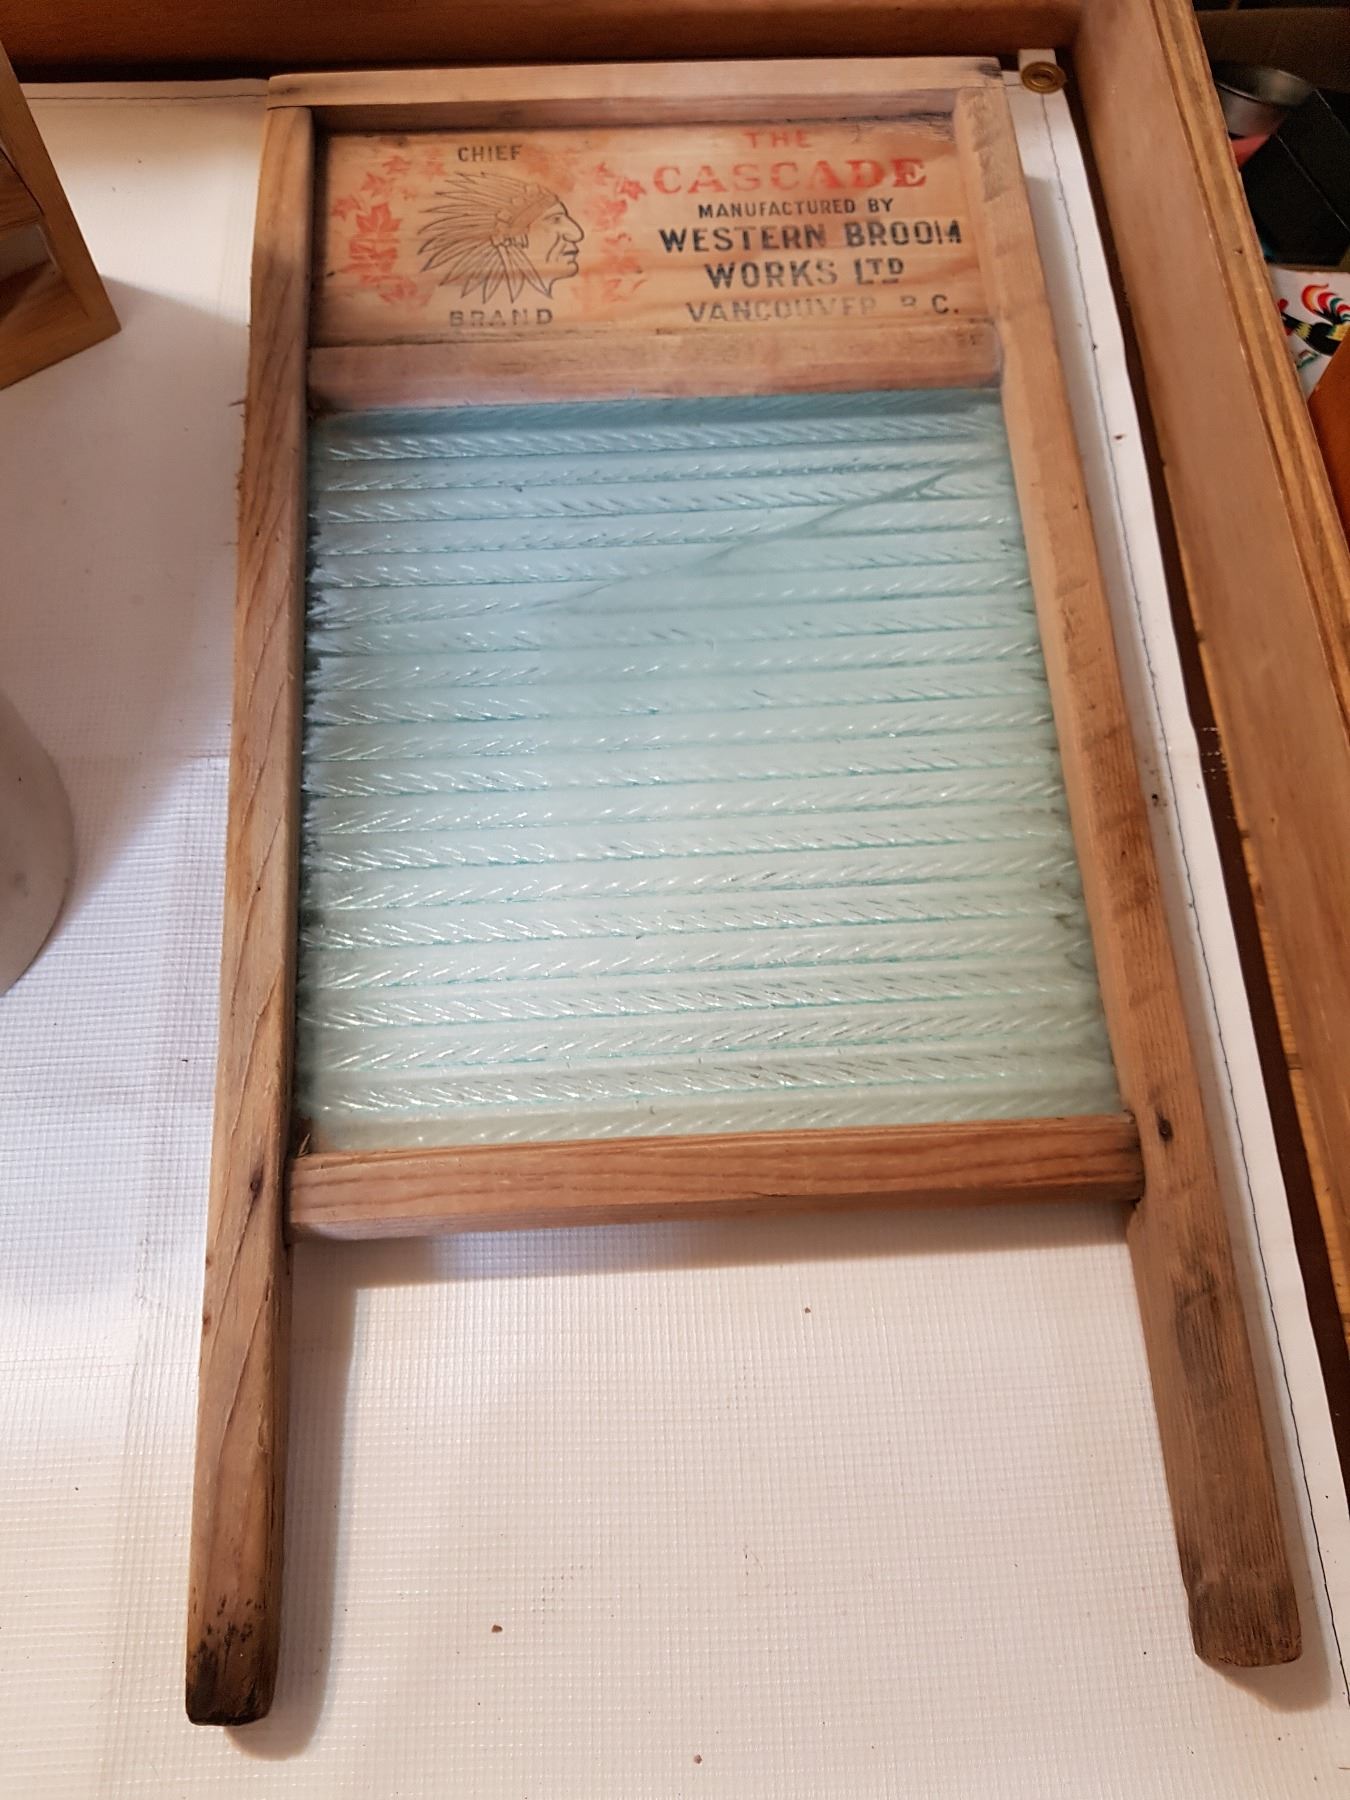 CHIEF
BRAND
THE
CASCADE
MANUFACTURED BY
WESTERN BROOM
WORKS LTD
VANCOUVER B.C.